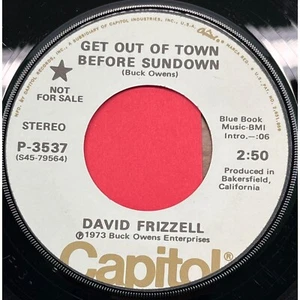 GET OUT OF TOWN
BEFORE SUNDOWN
(Buck Owens)
NOT
FOR SALE
STEREO
P-3537
(S45-79564)
Blue Book
Music-BMI
Intro.—:06
2:50
Produced in
Bakersfield,
California
DAVID FRIZZELL
℗1973 Buck Owens Enterprises
Capitol